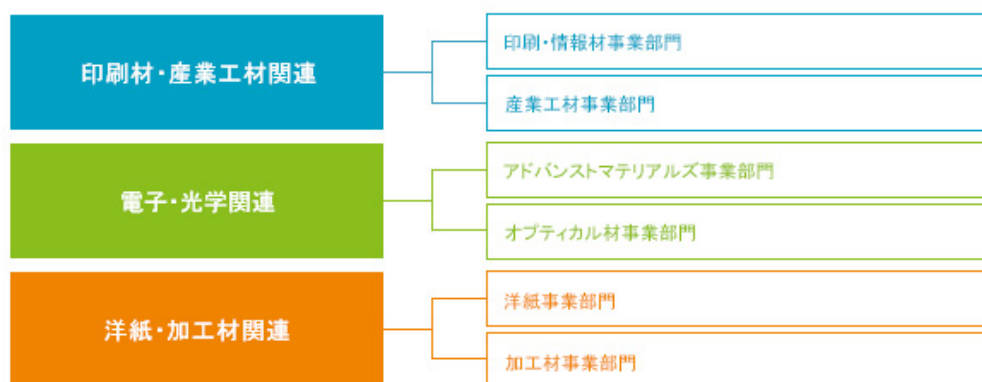 印刷材・産業工材関連
印刷・情報材事業部門
産業工材事業部門
電子・光学関連
アドバンストマテリアルズ事業部門
オプティカル材事業部門
洋紙・加工材関連
洋紙事業部門
加工材事業部門